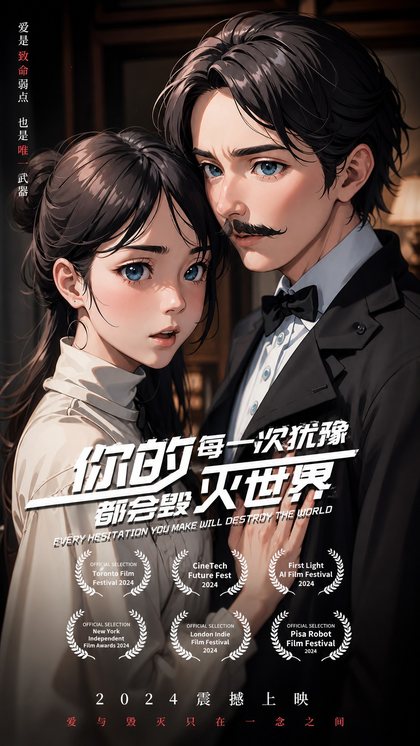 爱是致命弱点 也是唯一武器
你的每一次犹豫
都会毁灭世界
EVERY HESITATION YOU MAKE WILL DESTROY THE WORLD
OFFICIAL SELECTION
Toronto Film
Festival 2024
CineTech
Future Fest
2024
First Light
AI Film Festival
2024
OFFICIAL SELECTION
New York
Independent
Film Awards 2024
OFFICIAL SELECTION
London Indie
Film Festival
2024
OFFICIAL SELECTION
Pisa Robot
Film Festival
2024
2024震撼上映
爱与毁灭只在一念之间